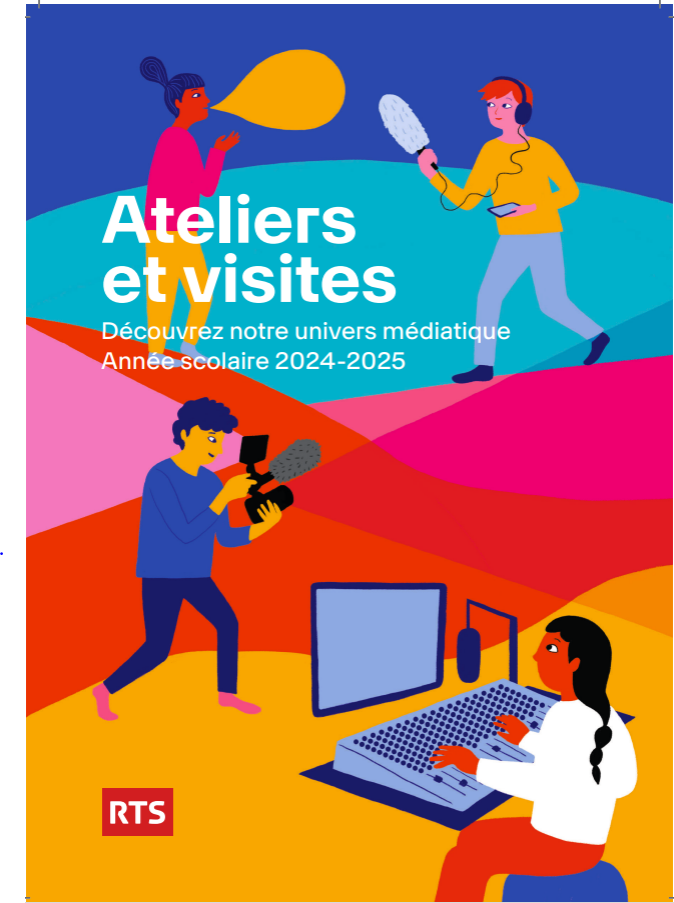 Ateliers
et visites
Découvrez notre univers médiatique
Année scolaire 2024-2025
RTS